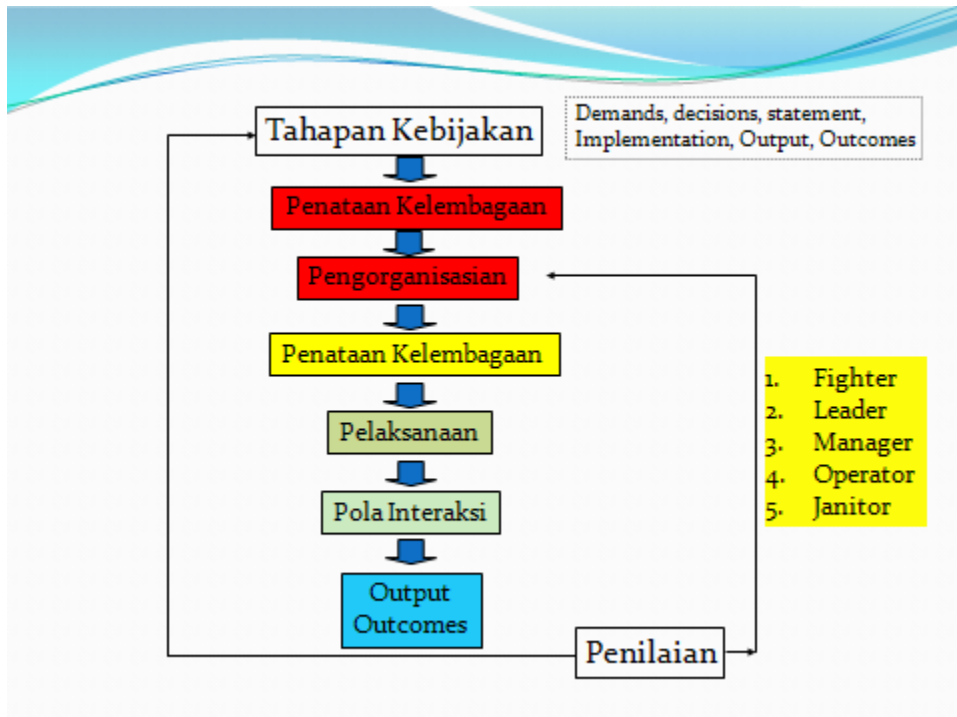 Tahapan Kebijakan
Demands, decisions, statement,
Implementation, Output, Outcomes
Penataan Kelembagaan
Pengorganisasian
Penataan Kelembagaan
Pelaksanaan
Pola Interaksi
Output
Outcomes
1. Fighter
2. Leader
3. Manager
4. Operator
5. Janitor
Penilaian